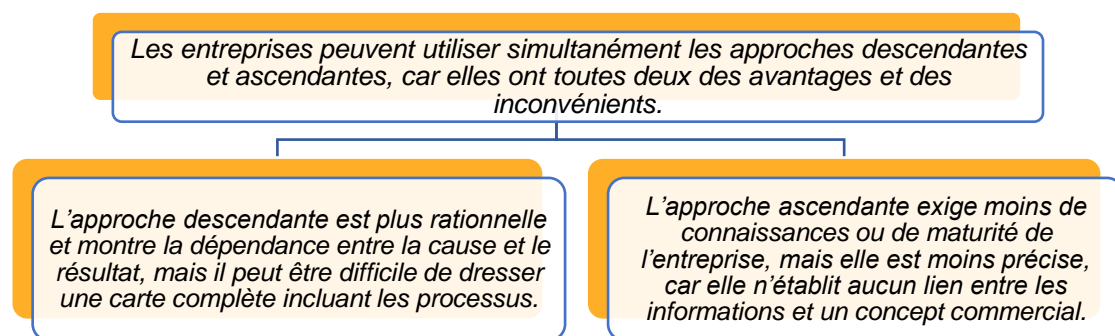 Les entreprises peuvent utiliser simultanément les approches descendantes
et ascendantes, car elles ont toutes deux des avantages et des
inconvénients.
L’approche descendante est plus rationnelle
et montre la dépendance entre la cause et le
résultat, mais il peut être difficile de dresser
une carte complète incluant les processus.
L’approche ascendante exige moins de
connaissances ou de maturité de
l’entreprise, mais elle est moins précise,
car elle n’établit aucun lien entre les
informations et un concept commercial.